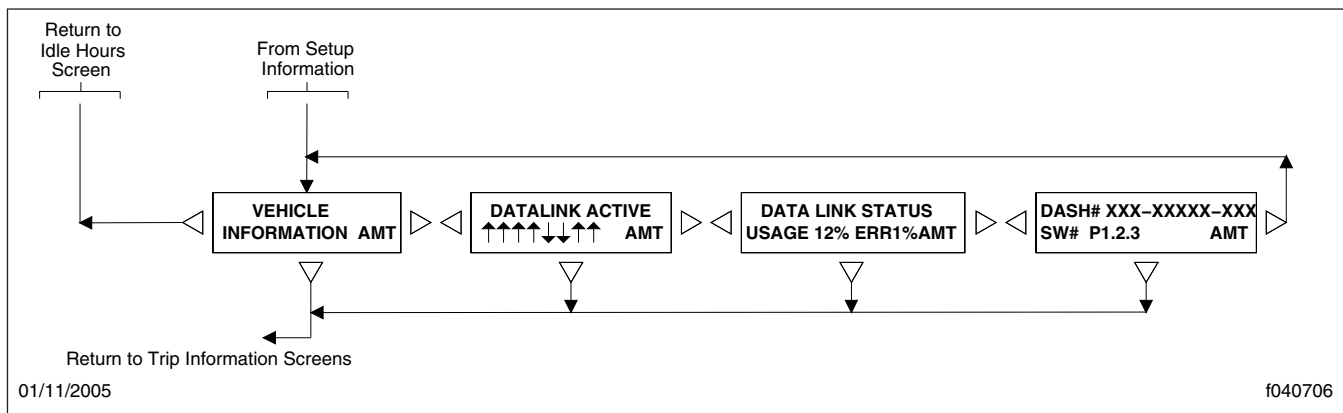 Return to
Idle Hours
Screen
From Setup
Information
VEHICLE
INFORMATION AMT
DATALINK ACTIVE
↑↑↑↑↓↓↑↑ AMT
DATA LINK STATUS
USAGE 12% ERR1%AMT
DASH# XXX–XXXXX–XXX
SW# P1.2.3 AMT
Return to Trip Information Screens
01/11/2005
f040706